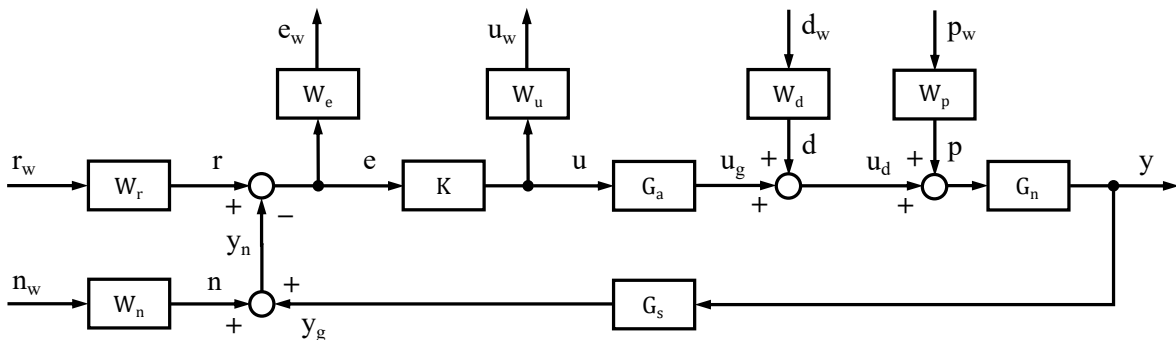 e_w u_w d_w p_w
W_e W_u W_d W_p
r_w W_r r + − e K u G_a u_g + + d u_d + + p G_n y
y_n
n_w W_n n + + y_g G_s